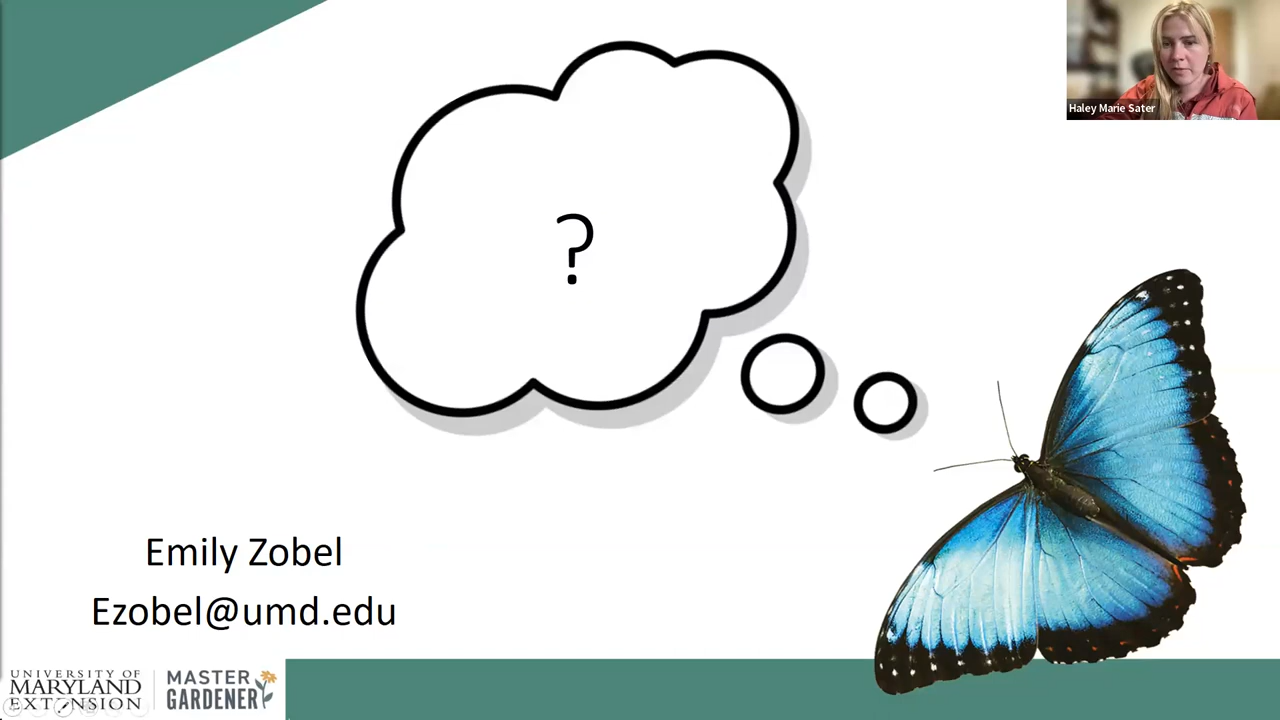 Haley Marie Sater
?
Emily Zobel
Ezobel@umd.edu
UNIVERSITY OF
MARYLAND
EXTENSION
MASTER
GARDENER